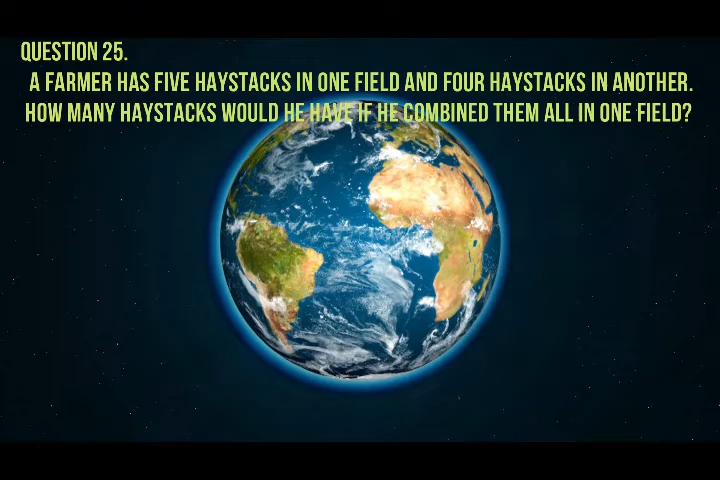 QUESTION 25.
A FARMER HAS FIVE HAYSTACKS IN ONE FIELD AND FOUR HAYSTACKS IN ANOTHER.
HOW MANY HAYSTACKS WOULD HE HAVE IF HE COMBINED THEM ALL IN ONE FIELD?